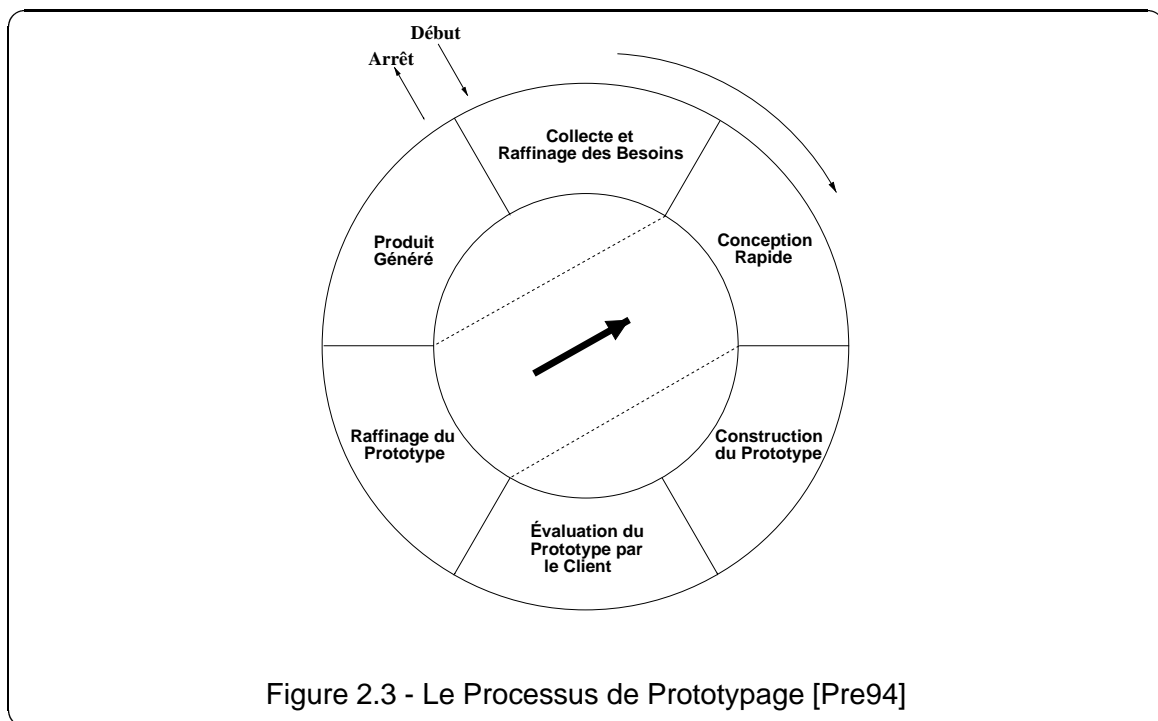 Début
Arrêt
Collecte et
Raffinage des Besoins
Conception
Rapide
Construction
du Prototype
Évaluation du
Prototype par
le Client
Raffinage du
Prototype
Produit
Généré
Figure 2.3 - Le Processus de Prototypage [Pre94]